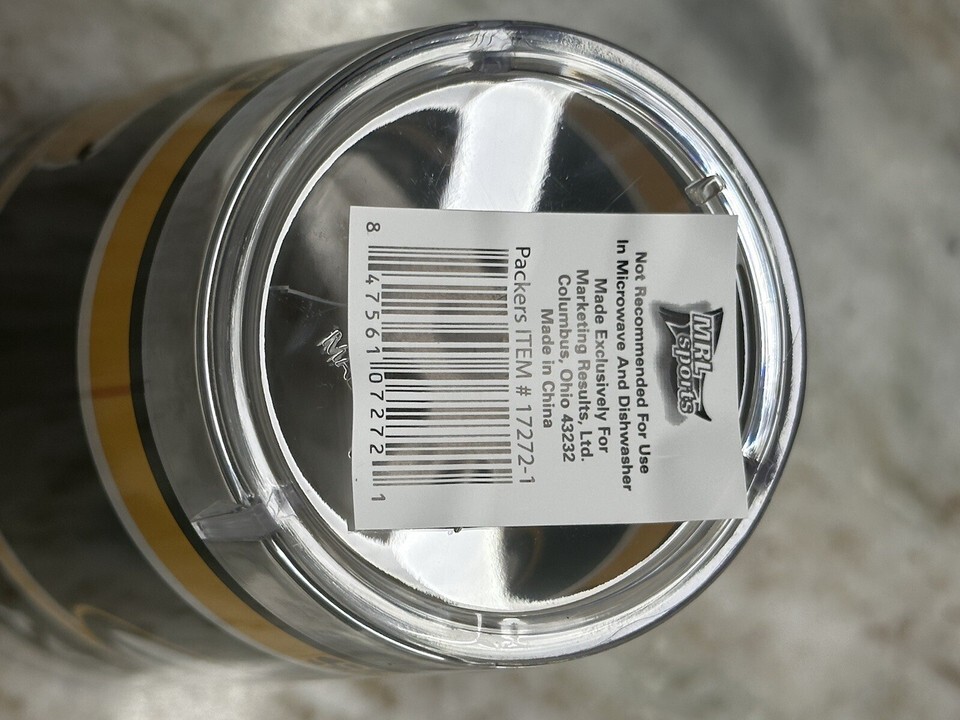 MRL
sports
Not Recommended For Use
In Microwave And Dishwasher
Made Exclusively For
Marketing Results, Ltd.
Columbus, Ohio 43232
Made in China
Packers ITEM # 17272-1
8 47561 07272 1